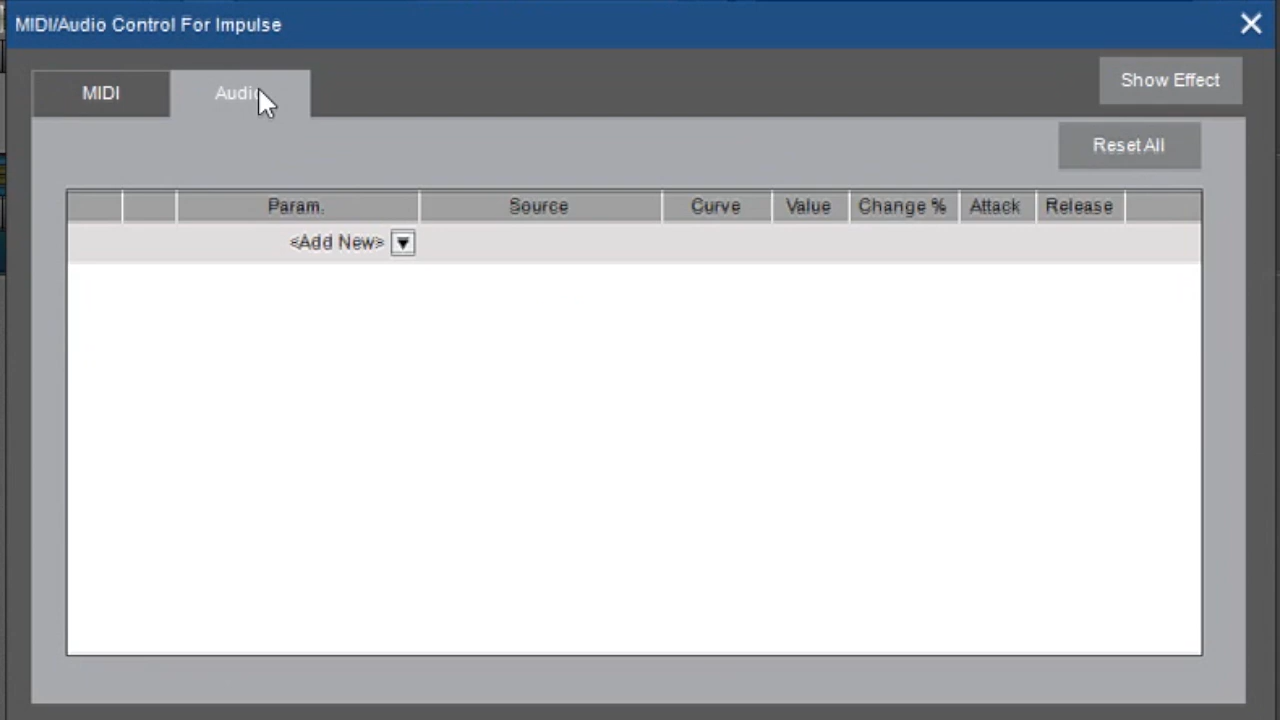 MIDI/Audio Control For Impulse
Show Effect
MIDI Audio
Reset All
Param. Source Curve Value Change % Attack Release
<Add New>